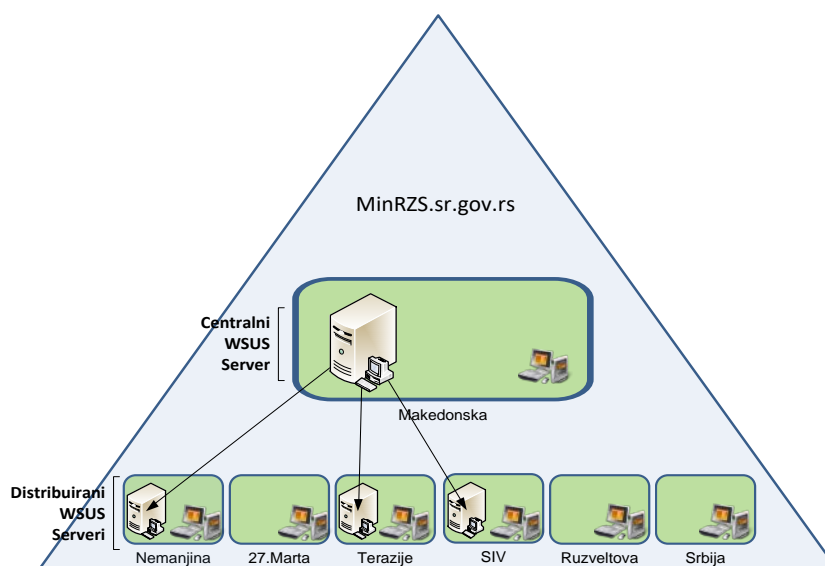 MinRZS.sr.gov.rs
Centralni
WSUS
Server
Makedonska
Distribuirani
WSUS
Serveri
Nemanjina
27.Marta
Terazije
SIV
Ruzveltova
Srbija